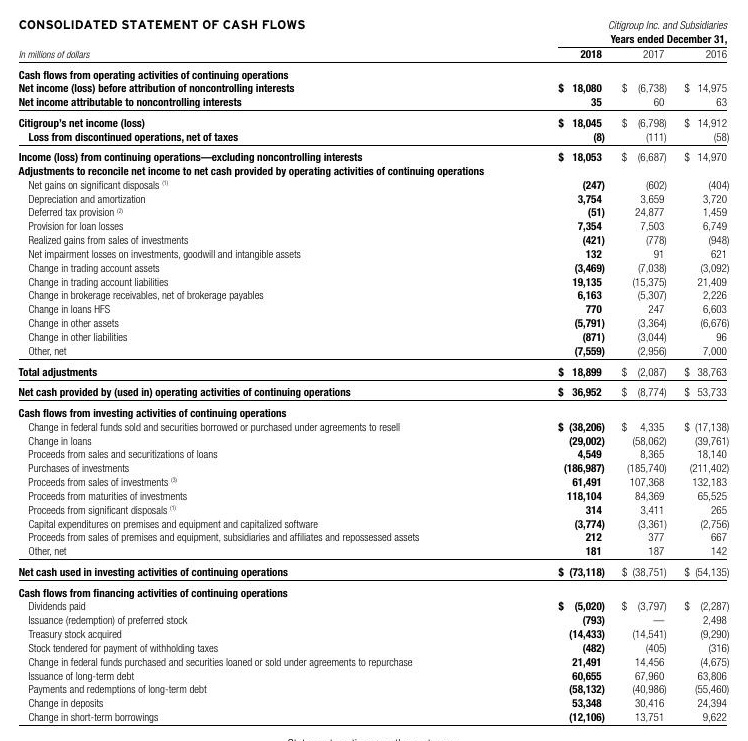 CONSOLIDATED STATEMENT OF CASH FLOWS Citigroup Inc. and Subsidiaries
Years ended December 31,
In millions of dollars 2018 2017 2016
Cash flows from operating activities of continuing operations
Net income (loss) before attribution of noncontrolling interests $ 18,080 $ (6,738) $ 14,975
Net income attributable to noncontrolling interests 35 60 63
Citigroup's net income (loss) $ 18,045 $ (6,798) $ 14,912
Loss from discontinued operations, net of taxes (8) (111) (58)
Income (loss) from continuing operations—excluding noncontrolling interests $ 18,053 $ (6,687) $ 14,970
Adjustments to reconcile net income to net cash provided by operating activities of continuing operations
Net gains on significant disposals (1) (247) (602) (404)
Depreciation and amortization 3,754 3,659 3,720
Deferred tax provision (2) (51) 24,877 1,459
Provision for loan losses 7,354 7,503 6,749
Realized gains from sales of investments (421) (778) (948)
Net impairment losses on investments, goodwill and intangible assets 132 91 621
Change in trading account assets (3,469) (7,038) (3,092)
Change in trading account liabilities 19,135 (15,375) 21,409
Change in brokerage receivables, net of brokerage payables 6,163 (5,307) 2,226
Change in loans HFS 770 247 6,603
Change in other assets (5,791) (3,364) (6,676)
Change in other liabilities (871) (3,044) 96
Other, net (7,559) (2,956) 7,000
Total adjustments $ 18,899 $ (2,087) $ 38,763
Net cash provided by (used in) operating activities of continuing operations $ 36,952 $ (8,774) $ 53,733
Cash flows from investing activities of continuing operations
Change in federal funds sold and securities borrowed or purchased under agreements to resell $ (38,206) $ 4,335 $ (17,138)
Change in loans (29,002) (58,062) (39,761)
Proceeds from sales and securitizations of loans 4,549 8,365 18,140
Purchases of investments (186,987) (185,740) (211,402)
Proceeds from sales of investments (3) 61,491 107,368 132,183
Proceeds from maturities of investments 118,104 84,369 65,525
Proceeds from significant disposals (1) 314 3,411 265
Capital expenditures on premises and equipment and capitalized software (3,774) (3,361) (2,756)
Proceeds from sales of premises and equipment, subsidiaries and affiliates and repossessed assets 212 377 667
Other, net 181 187 142
Net cash used in investing activities of continuing operations $ (73,118) $ (38,751) $ (54,135)
Cash flows from financing activities of continuing operations
Dividends paid $ (5,020) $ (3,797) $ (2,287)
Issuance (redemption) of preferred stock (793) — 2,498
Treasury stock acquired (14,433) (14,541) (9,290)
Stock tendered for payment of withholding taxes (482) (405) (316)
Change in federal funds purchased and securities loaned or sold under agreements to repurchase 21,491 14,456 (4,675)
Issuance of long-term debt 60,655 67,960 63,806
Payments and redemptions of long-term debt (58,132) (40,986) (55,460)
Change in deposits 53,348 30,416 24,394
Change in short-term borrowings (12,106) 13,751 9,622